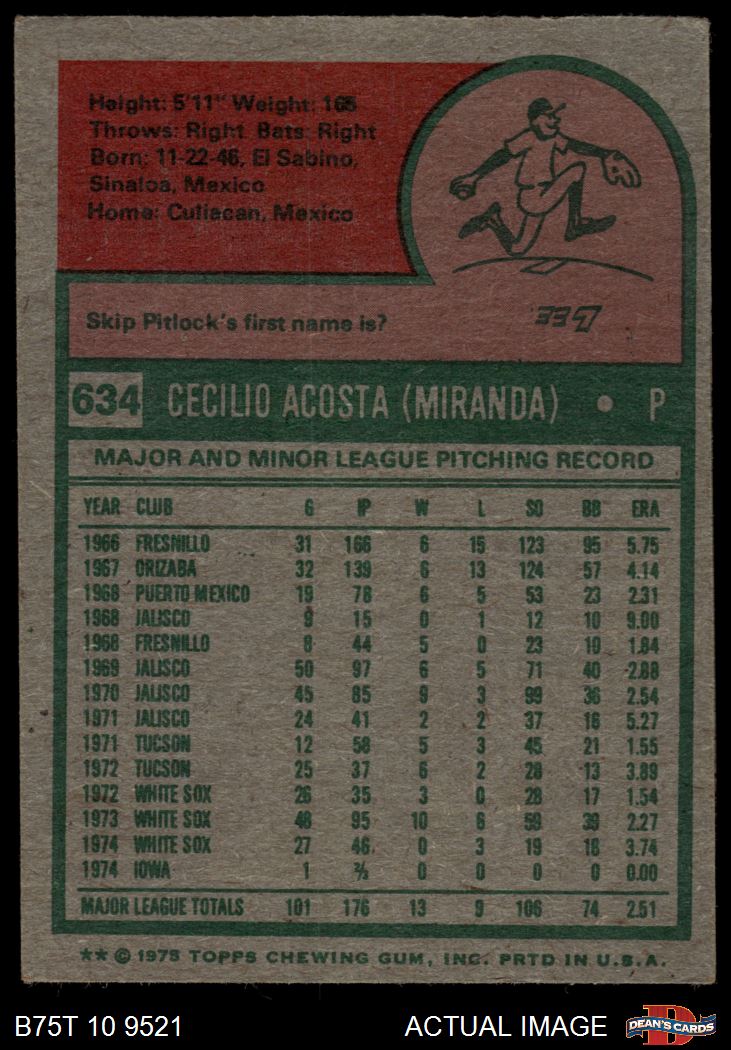 Height: 5'11" Weight: 165
Throws: Right Bats: Right
Born: 11-22-46, El Sabino,
Sinaloa, Mexico
Home: Culiacan, Mexico
Skip Pitlock's first name is?
634 CECILIO ACOSTA (MIRANDA) • P
MAJOR AND MINOR LEAGUE PITCHING RECORD
YEAR CLUB G IP W L SO BB ERA
1966 FRESNILLO 31 166 6 15 123 95 5.75
1967 ORIZABA 32 139 6 13 124 57 4.14
1968 PUERTO MEXICO 19 78 6 5 53 23 2.31
1968 JALISCO 9 15 0 1 12 10 9.00
1968 FRESNILLO 8 44 5 0 23 19 1.84
1969 JALISCO 50 97 6 5 71 40 2.88
1970 JALISCO 45 85 9 3 99 36 2.54
1971 JALISCO 24 41 2 2 37 16 5.27
1971 TUCSON 12 58 5 3 45 21 1.55
1972 TUCSON 25 37 6 2 28 13 3.89
1972 WHITE SOX 26 35 3 0 28 17 1.54
1973 WHITE SOX 48 95 10 6 59 39 2.27
1974 WHITE SOX 27 46 0 3 19 18 3.74
1974 IOWA 1 ⅔ 0 0 0 0 0.00
MAJOR LEAGUE TOTALS 101 176 13 9 106 74 2.51
** © 1975 TOPPS CHEWING GUM, INC. PRTD IN U.S.A.
B75T 10 9521 ACTUAL IMAGE DEAN'S CARDS